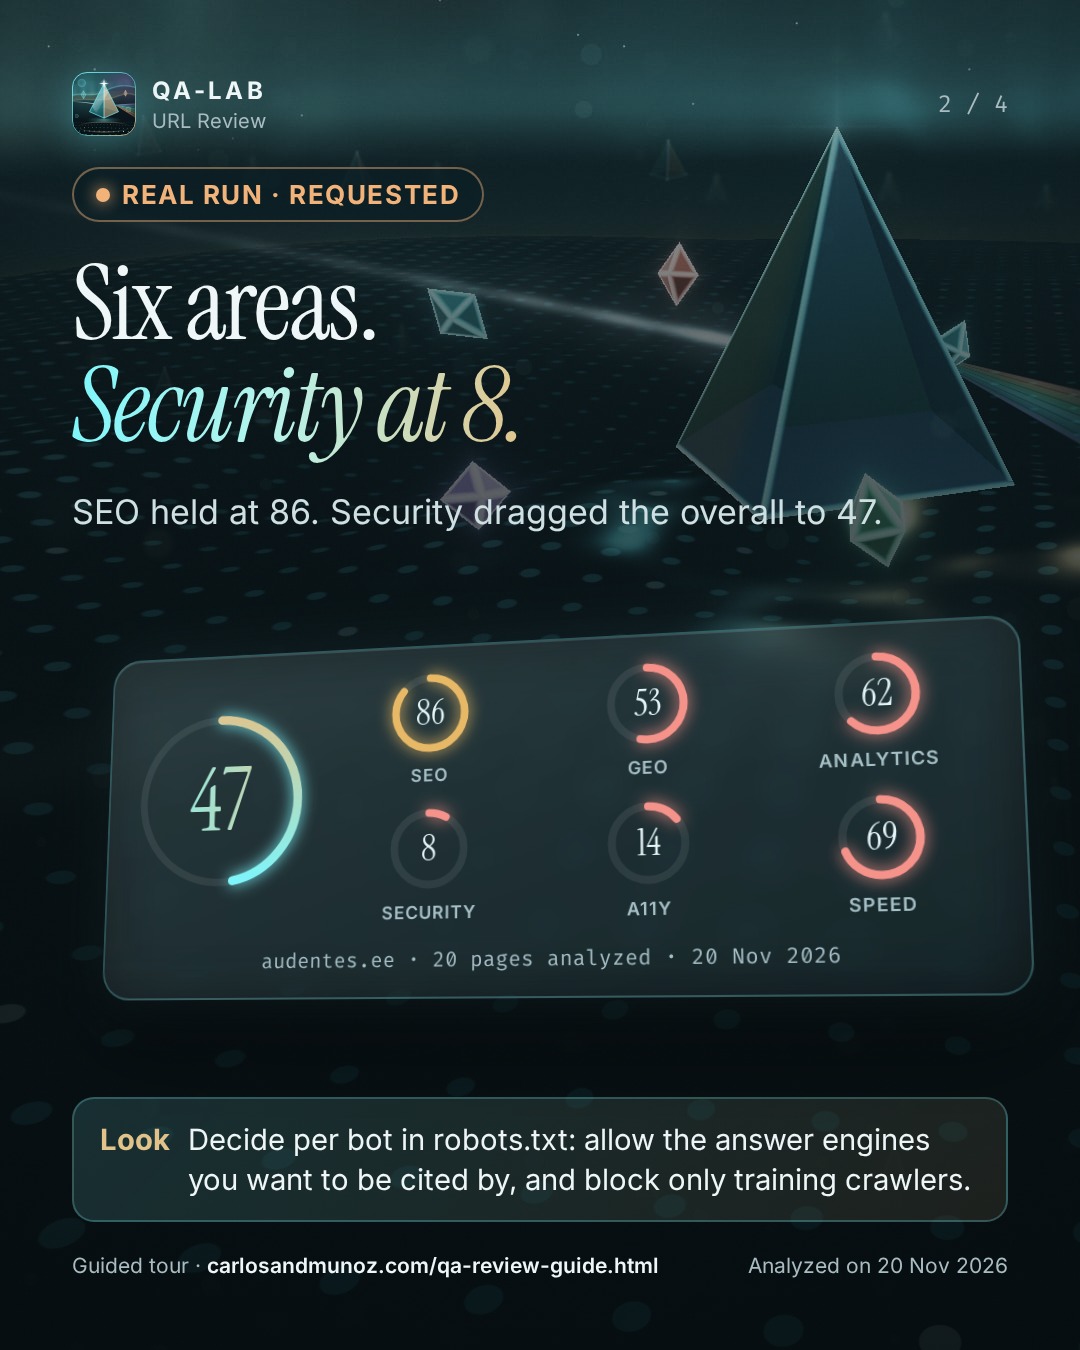 QA-LAB
URL Review
2 / 4
REAL RUN · REQUESTED
Six areas.
Security at 8.
SEO held at 86. Security dragged the overall to 47.
47
86
SEO
53
GEO
62
ANALYTICS
8
SECURITY
14
A11Y
69
SPEED
audentes.ee · 20 pages analyzed · 20 Nov 2026
Look Decide per bot in robots.txt: allow the answer engines
you want to be cited by, and block only training crawlers.
Guided tour · carlosandmunoz.com/qa-review-guide.html
Analyzed on 20 Nov 2026